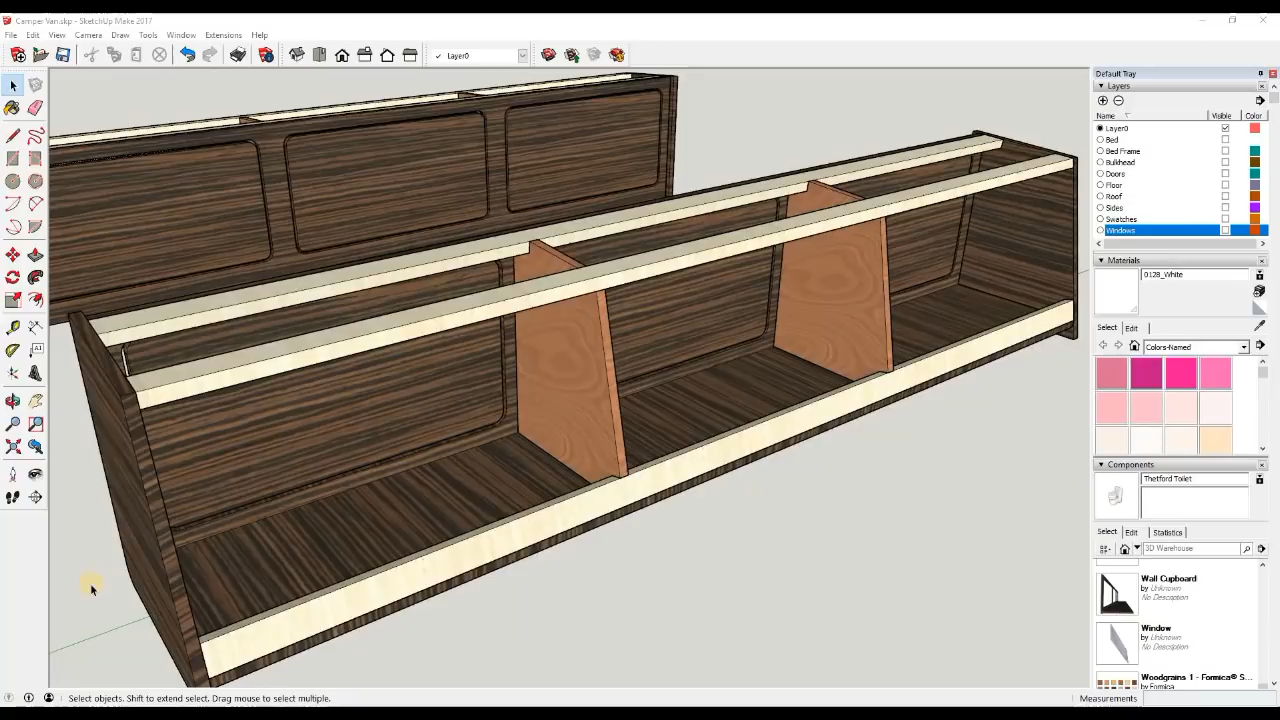 Camper Van.skp - SketchUp Make 2017
File Edit View Camera Draw Tools Window Extensions Help
✓ Layer0
Default Tray
Layers
Name Visible Color
Layer0
Bed
Bed Frame
Bulkhead
Doors
Floor
Roof
Sides
Swatches
Windows
Materials
0128_White
Select Edit
Colors-Named
Components
Thetford Toilet
Select Edit Statistics
3D Warehouse
Wall Cupboard
by Unknown
No Description
Window
by Unknown
No Description
Woodgrains 1 - Formica® S...
by Formica
Select objects. Shift to extend select. Drag mouse to select multiple.
Measurements